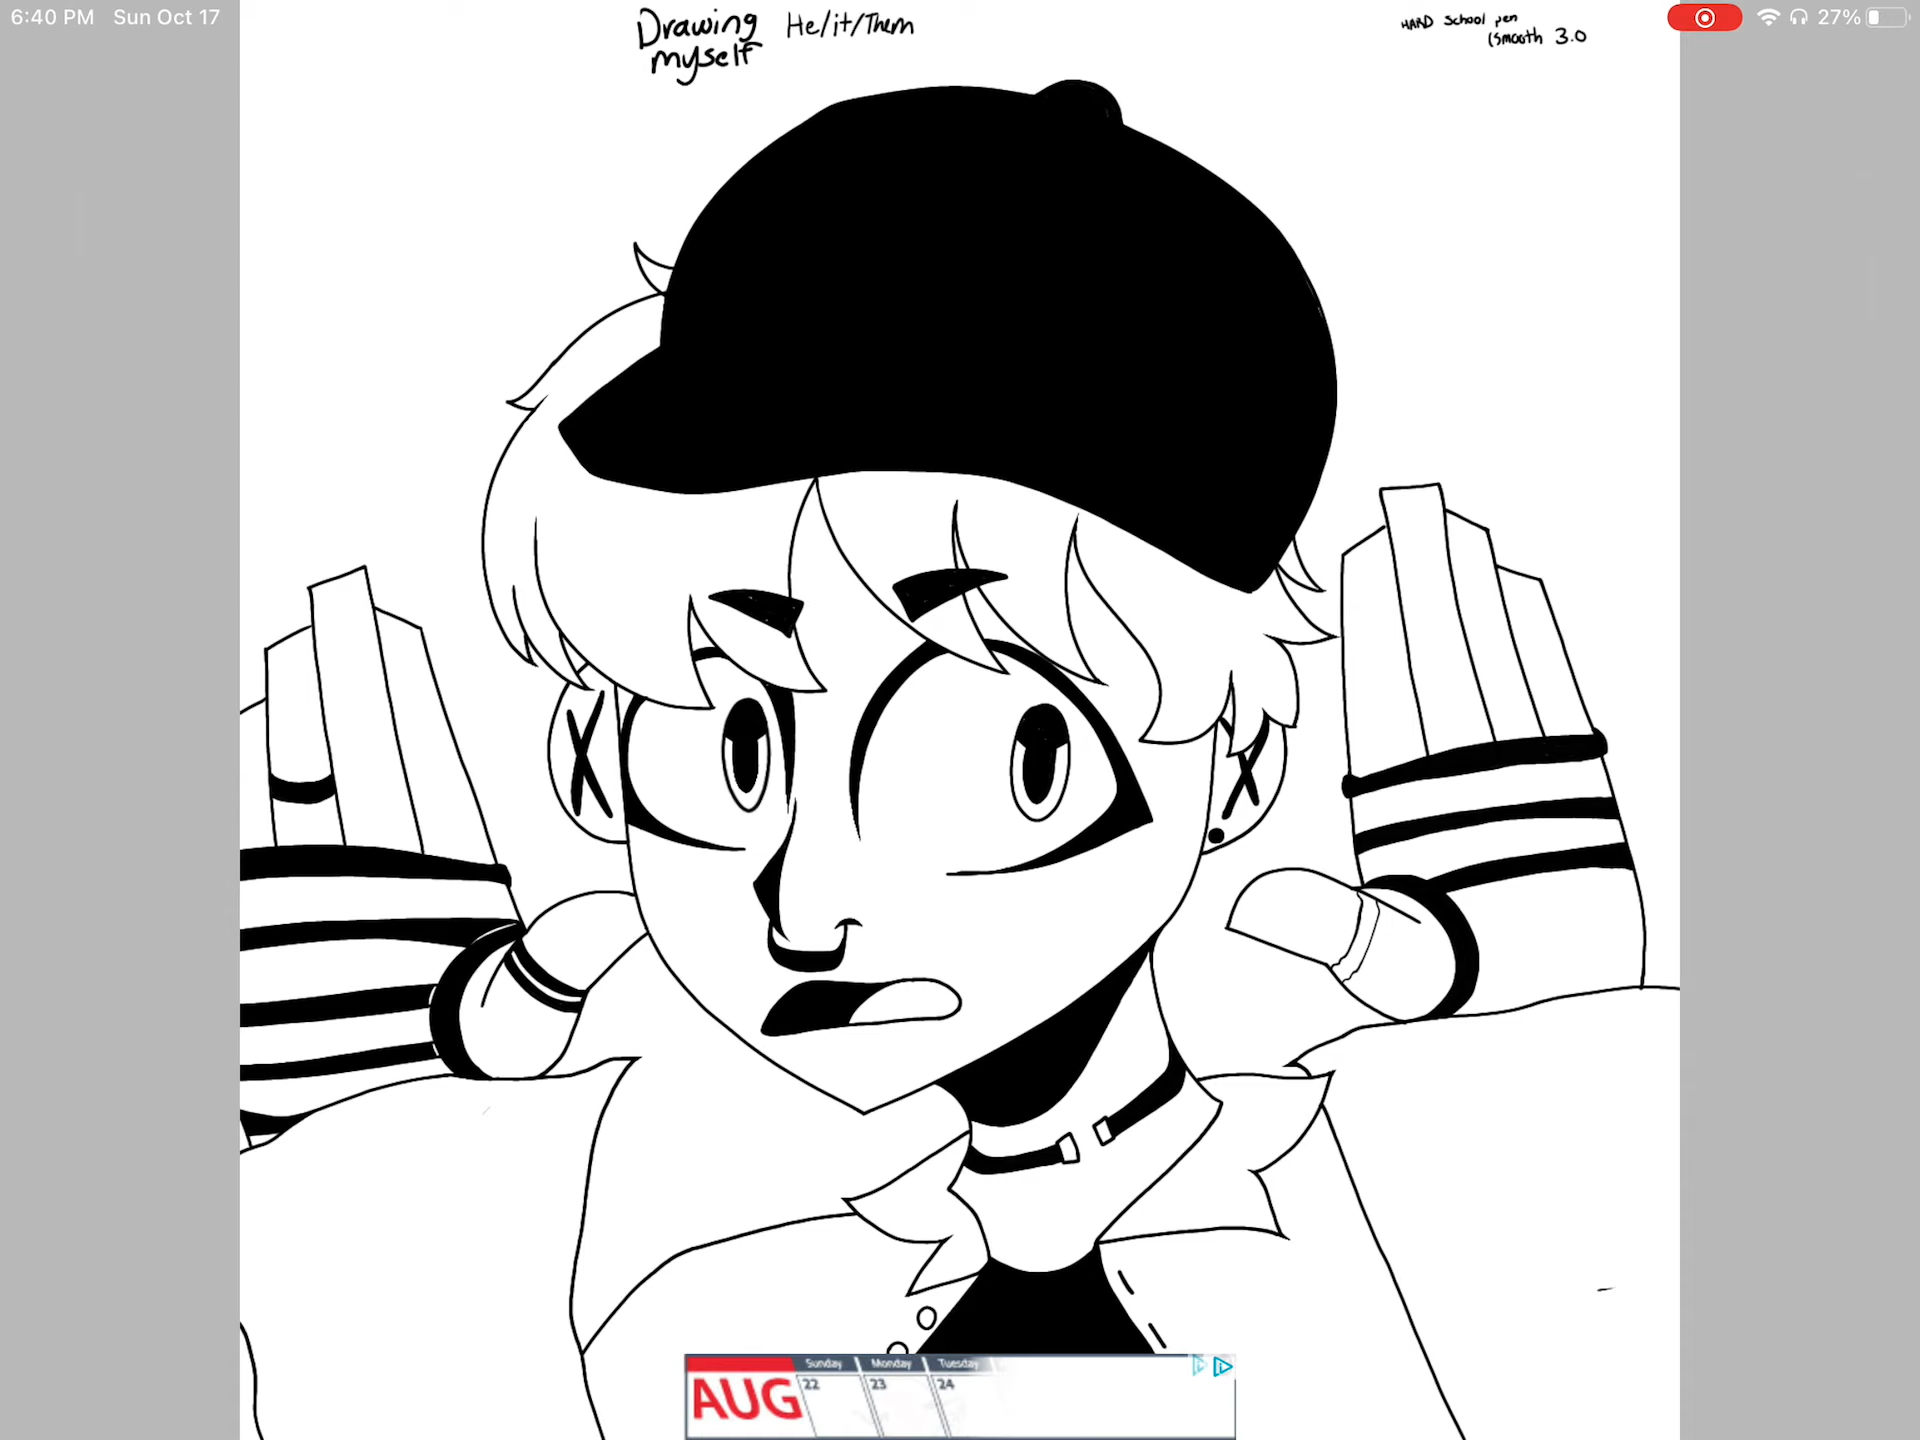 6:40 PM Sun Oct 17
27%
Drawing myself
He/it/Them
HARD School pen
(Smooth 3.0
Sunday Monday Tuesday
AUG 22 23 24